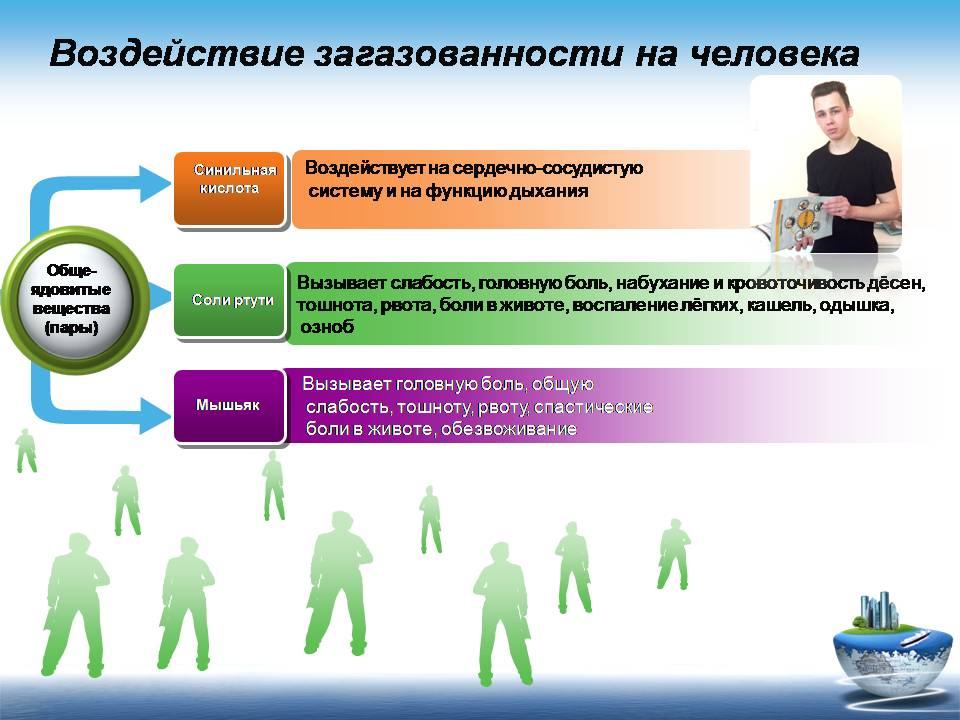 Воздействие загазованности на человека
Синильная
кислота
Воздействует на сердечно-сосудистую
систему и на функцию дыхания
Обще-
ядовитые
вещества
(пары)
Соли ртути
Вызывает слабость, головную боль, набухание и кровоточивость дёсен,
тошнота, рвота, боли в животе, воспаление лёгких, кашель, одышка,
озноб
Мышьяк
Вызывает головную боль, общую
слабость, тошноту, рвоту, спастические
боли в животе, обезвоживание